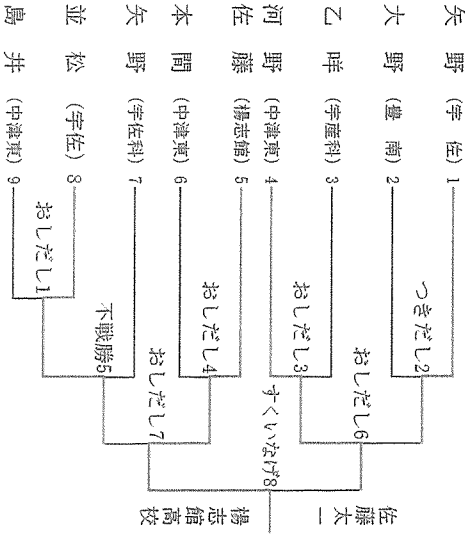 矢野 (宇佐) 1
大野 (豊南) 2
乙咩 (宇産科) 3
河野 (中津東) 4
佐藤 (楊志館) 5
本間 (中津東) 6
矢野 (宇佐科) 7
並松 (宇佐) 8
島井 (中津東) 9
つきだし2
おしだし3
おしだし4
おしだし1
不戦勝5
おしだし6
おしだし7
すくいなげ8
佐藤太一
楊志館高校